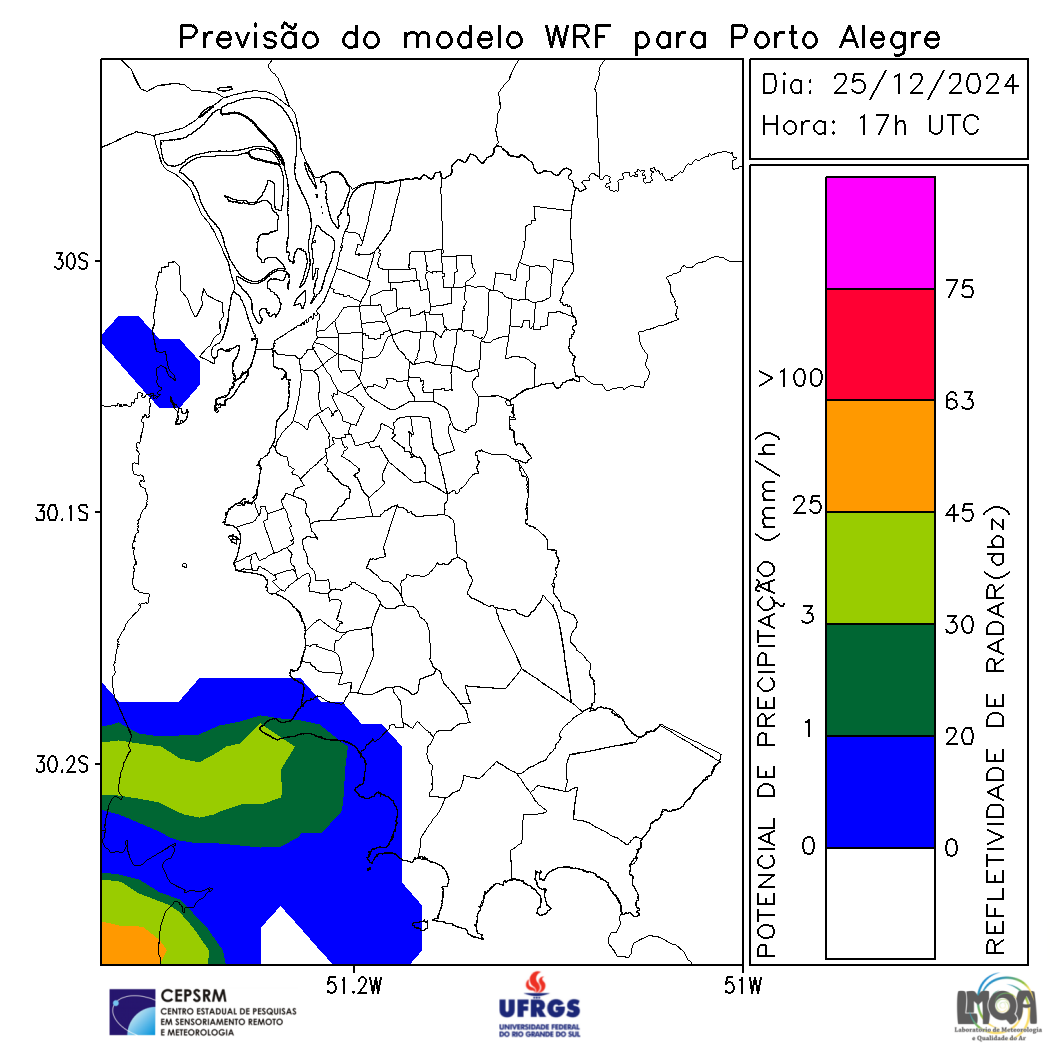 Previsão do modelo WRF para Porto Alegre
Dia: 25/12/2024
Hora: 17h UTC
30S
30.1S
30.2S
51.2W
51W
POTENCIAL DE PRECIPITAÇÃO (mm/h)
>100
25
3
1
0
75
63
45
30
20
0
REFLETIVIDADE DE RADAR(dbz)
CEPSRM
CENTRO ESTADUAL DE PESQUISAS
EM SENSORIAMENTO REMOTO
E METEOROLOGIA
UFRGS
UNIVERSIDADE FEDERAL
DO RIO GRANDE DO SUL
LMQA
Laboratório de Meteorologia
e Qualidade do Ar